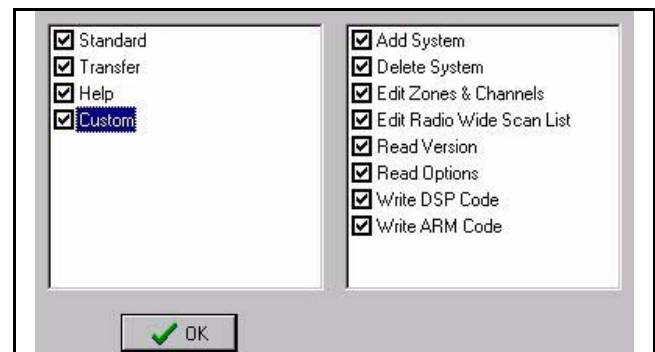 Standard
Transfer
Help
Custom
Add System
Delete System
Edit Zones & Channels
Edit Radio Wide Scan List
Read Version
Read Options
Write DSP Code
Write ARM Code
OK